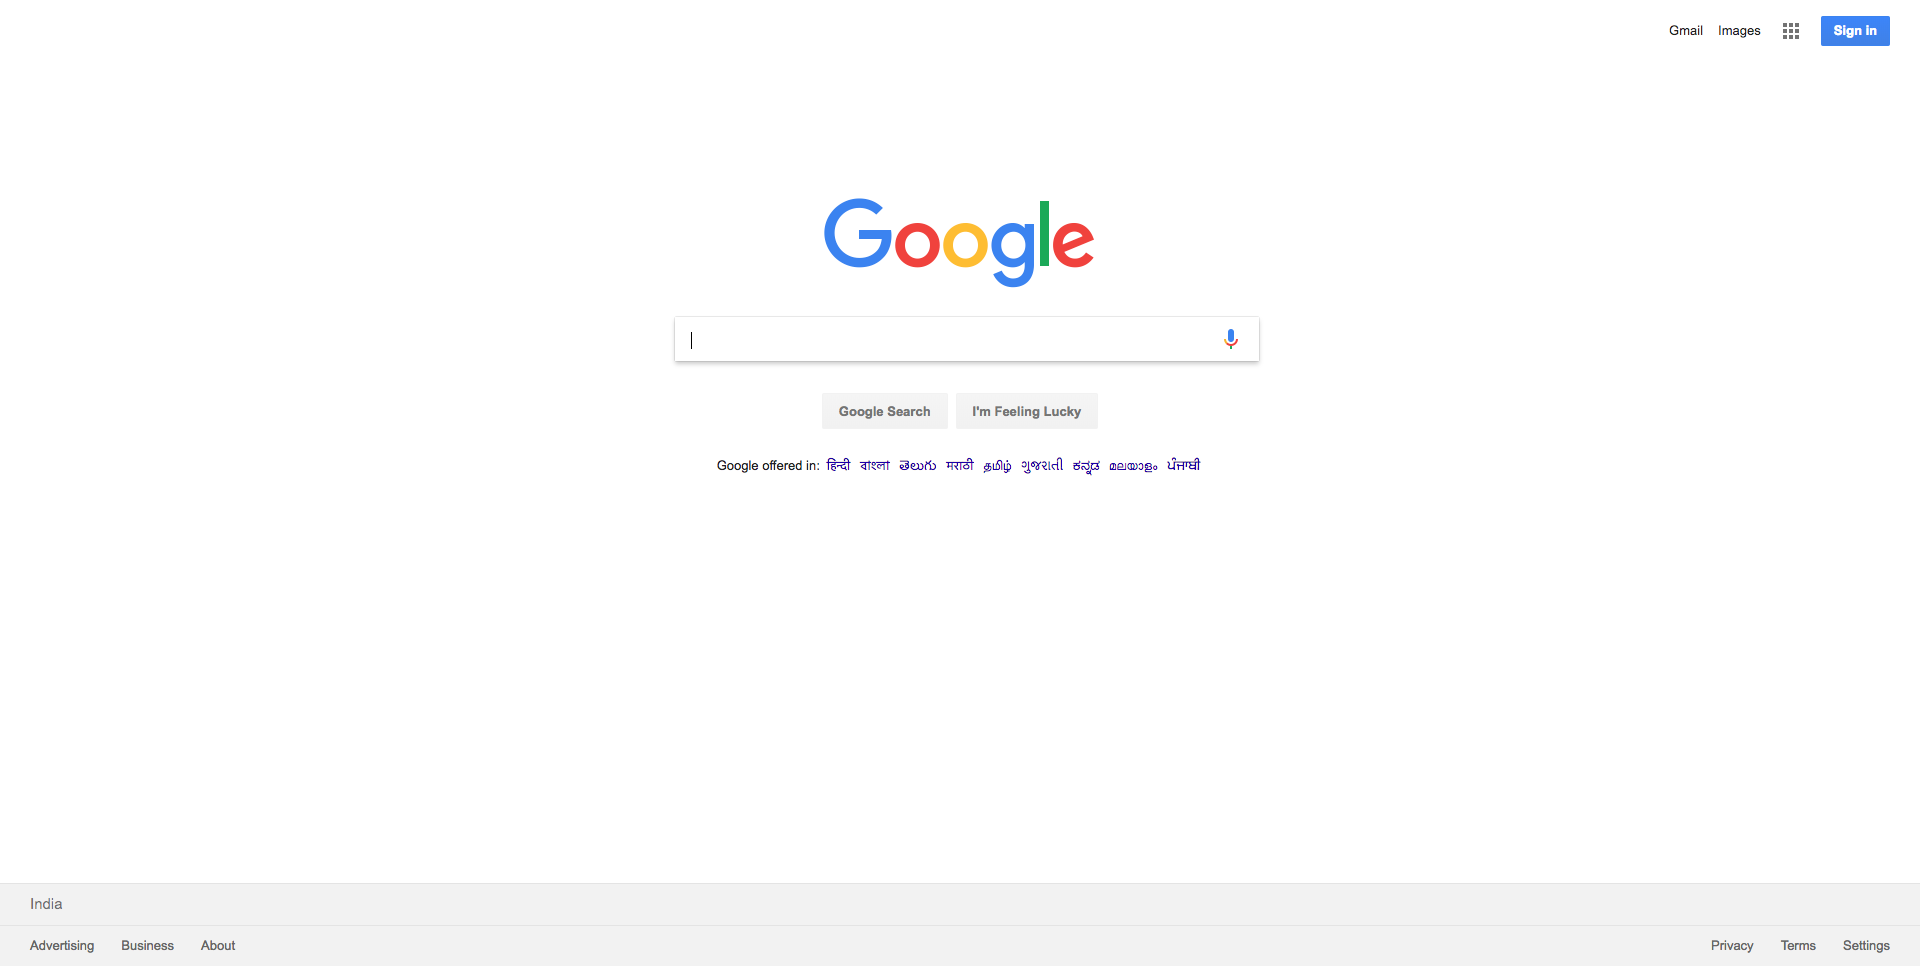 Gmail Images Sign in
Google
Google Search I'm Feeling Lucky
Google offered in: हिन्दी বাংলা తెలుగు मराठी தமிழ் ગુજરાતી ಕನ್ನಡ മലയാളം ਪੰਜਾਬੀ
India
Advertising Business About Privacy Terms Settings